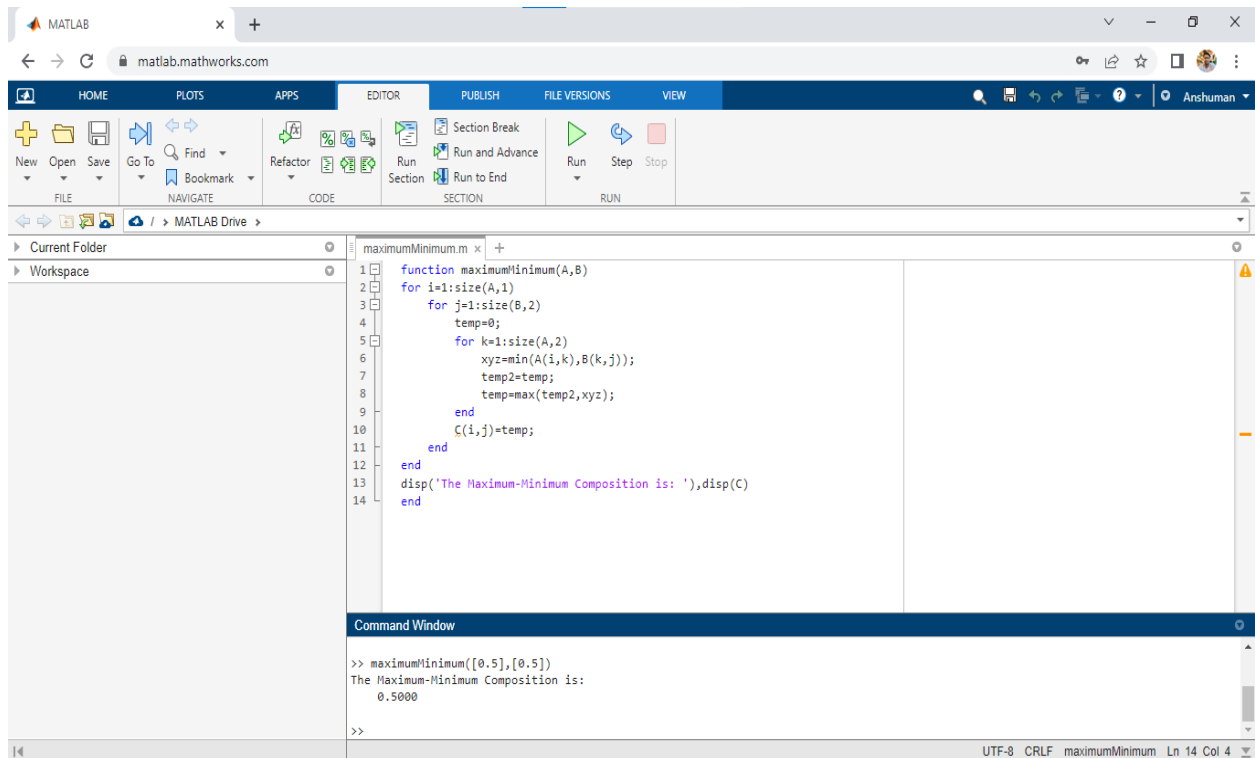 MATLAB
matlab.mathworks.com
HOME PLOTS APPS EDITOR PUBLISH FILE VERSIONS VIEW Anshuman
New Open Save Go To Find Bookmark Refactor Run Section Section Break Run and Advance Run to End Run Step Stop
FILE NAVIGATE CODE SECTION RUN
/ > MATLAB Drive >
Current Folder
Workspace
maximumMinimum.m × +
1 function maximumMinimum(A,B)
2 for i=1:size(A,1)
3 for j=1:size(B,2)
4 temp=0;
5 for k=1:size(A,2)
6 xyz=min(A(i,k),B(k,j));
7 temp2=temp;
8 temp=max(temp2,xyz);
9 end
10 C(i,j)=temp;
11 end
12 end
13 disp('The Maximum-Minimum Composition is: '),disp(C)
14 end
Command Window
>> maximumMinimum([0.5],[0.5])
The Maximum-Minimum Composition is:
0.5000
>>
UTF-8 CRLF maximumMinimum Ln 14 Col 4